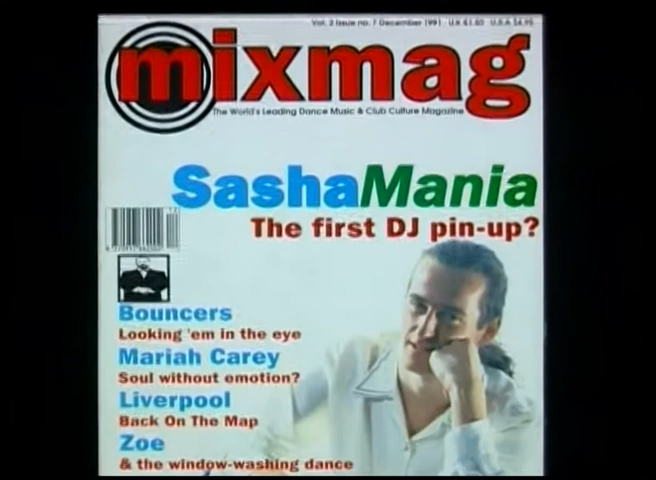 Vol. 2 Issue no. 7 December 1991 U.K £1.80 U.S.A $4.95
mixmag
The World's Leading Dance Music & Club Culture Magazine
SashaMania
The first DJ pin-up?
Bouncers
Looking 'em in the eye
Mariah Carey
Soul without emotion?
Liverpool
Back On The Map
Zoe
& the window-washing dance